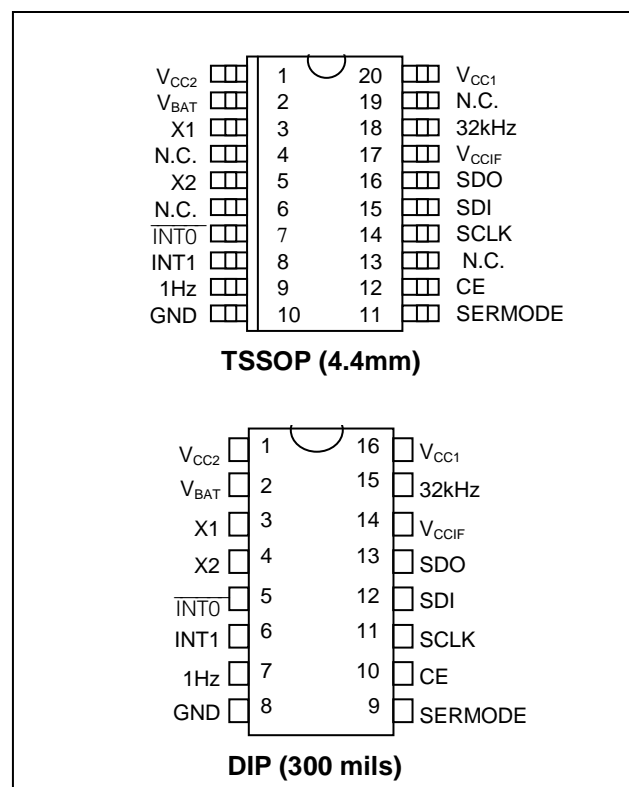 VCC2 1 20 VCC1
VBAT 2 19 N.C.
X1 3 18 32kHz
N.C. 4 17 VCCIF
X2 5 16 SDO
N.C. 6 15 SDI
INT0 7 14 SCLK
INT1 8 13 N.C.
1Hz 9 12 CE
GND 10 11 SERMODE
TSSOP (4.4mm)
VCC2 1 16 VCC1
VBAT 2 15 32kHz
X1 3 14 VCCIF
X2 4 13 SDO
INT0 5 12 SDI
INT1 6 11 SCLK
1Hz 7 10 CE
GND 8 9 SERMODE
DIP (300 mils)